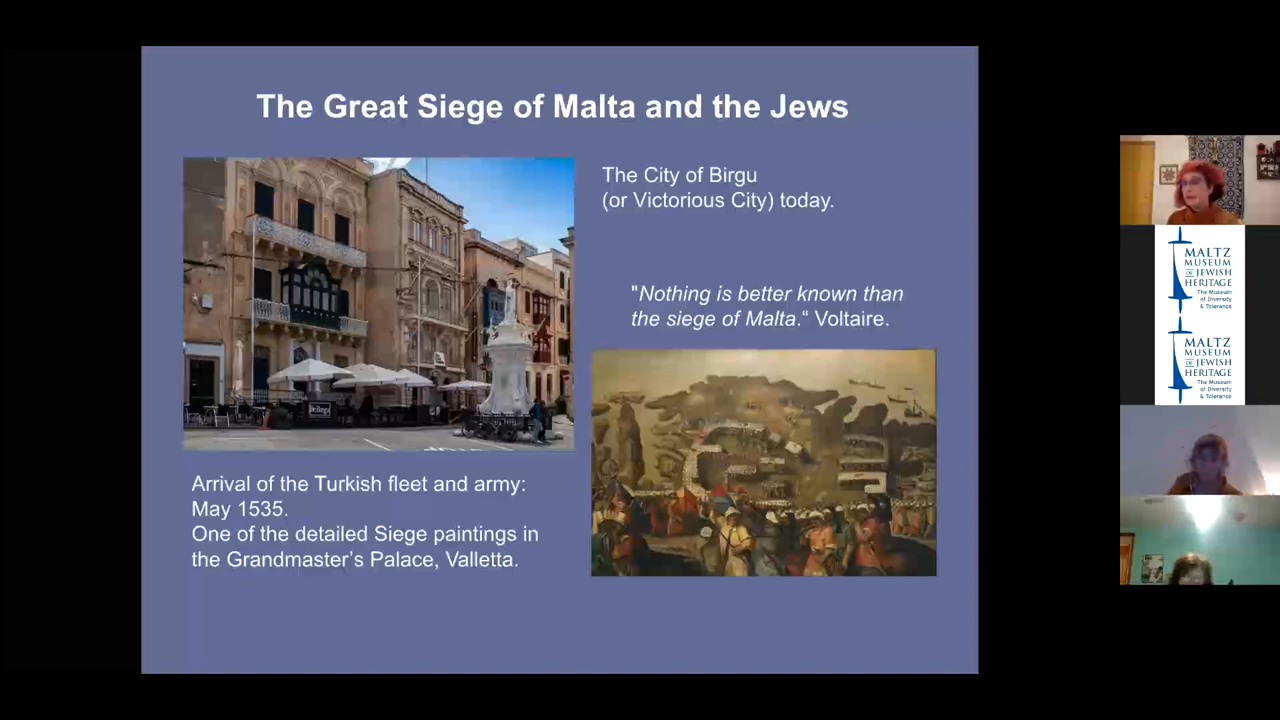 The Great Siege of Malta and the Jews
The City of Birgu
(or Victorious City) today.
"Nothing is better known than
the siege of Malta.“ Voltaire.
Arrival of the Turkish fleet and army:
May 1535.
One of the detailed Siege paintings in
the Grandmaster’s Palace, Valletta.
MALTZ
MUSEUM
OF JEWISH
HERITAGE
The Museum
of Diversity
& Tolerance
MALTZ
MUSEUM
OF JEWISH
HERITAGE
The Museum
of Diversity
& Tolerance